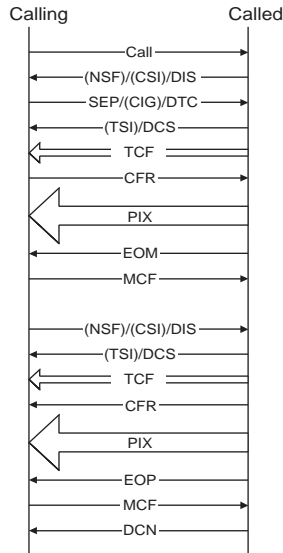 Calling Called
Call
(NSF)/(CSI)/DIS
SEP/(CIG)/DTC
(TSI)/DCS
TCF
CFR
PIX
EOM
MCF
(NSF)/(CSI)/DIS
(TSI)/DCS
TCF
CFR
PIX
EOP
MCF
DCN